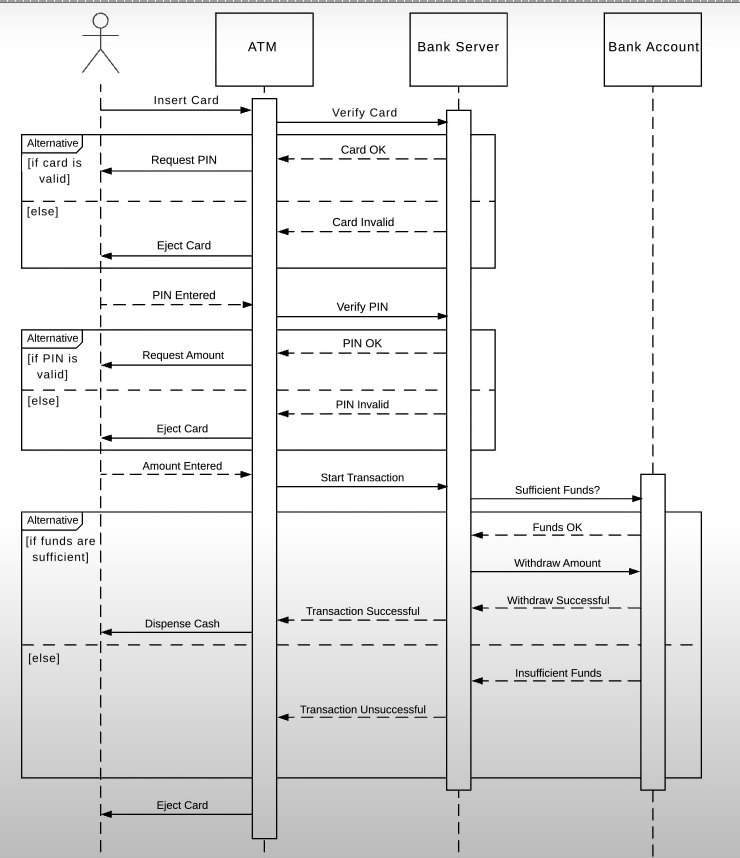 ATM
Bank Server
Bank Account
Insert Card
Verify Card
Alternative
[if card is
valid]
Card OK
Request PIN
[else]
Card Invalid
Eject Card
PIN Entered
Verify PIN
Alternative
[if PIN is
valid]
PIN OK
Request Amount
[else]
PIN Invalid
Eject Card
Amount Entered
Start Transaction
Sufficient Funds?
Alternative
[if funds are
sufficient]
Funds OK
Withdraw Amount
Withdraw Successful
Transaction Successful
Dispense Cash
[else]
Insufficient Funds
Transaction Unsuccessful
Eject Card